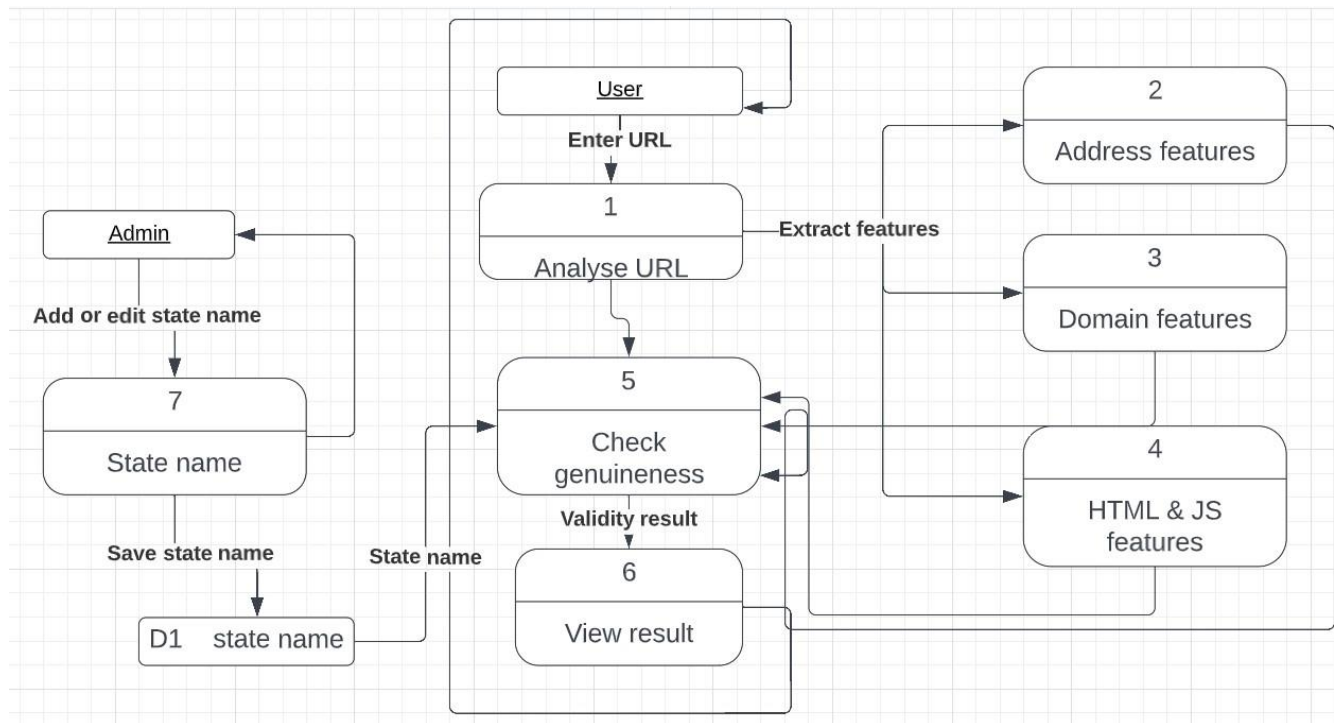 User
Enter URL
1
Analyse URL
Extract features
2
Address features
3
Domain features
4
HTML & JS
features
Admin
Add or edit state name
7
State name
Save state name
D1 state name
State name
5
Check
genuineness
Validity result
6
View result